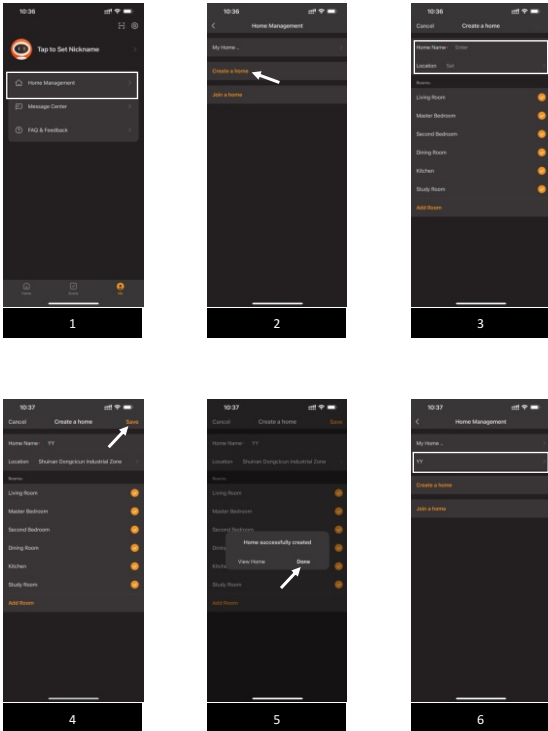 10:36
Tap to Set Nickname
Home Management
Message Center
FAQ & Feedback
Home
Scene
Me
1
10:36
Home Management
My Home ..
Create a home
Join a home
2
10:36
Cancel Create a home
Home Name* Enter
Location Set
Rooms
Living Room
Master Bedroom
Second Bedroom
Dining Room
Kitchen
Study Room
Add Room
3
10:37
Cancel Create a home Save
Home Name* YY
Location Shuinan Dongcicun Industrial Zone
Rooms
Living Room
Master Bedroom
Second Bedroom
Dining Room
Kitchen
Study Room
Add Room
4
10:37
Cancel Create a home Save
Home Name* YY
Location Shuinan Dongcicun Industrial Zone
Rooms
Living Room
Master Bedroom
Second Bedroom
Home successfully created
Dining
View Home Done
Kitche
Study Room
Add Room
5
10:37
Home Management
My Home ..
YY
Create a home
Join a home
6